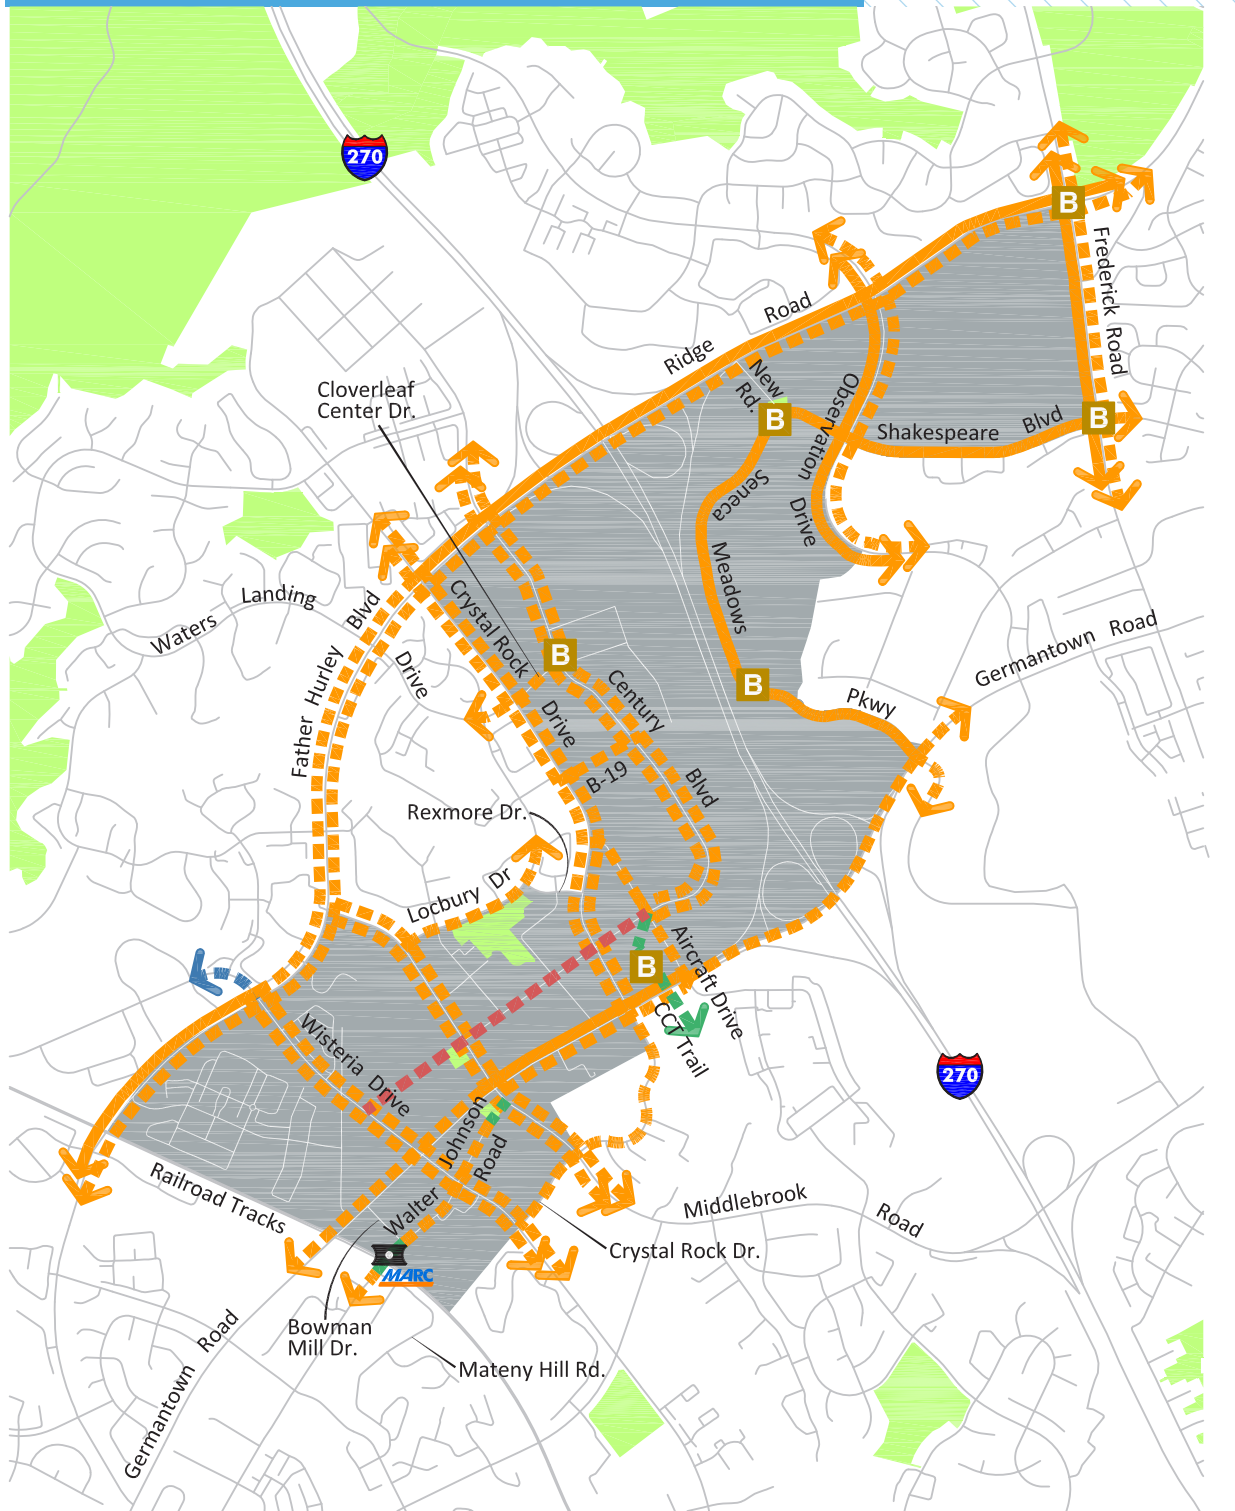 270
B
Frederick Road
Ridge Road
New
Rd.
Cloverleaf
Center Dr.
B
B
Observation Drive
Shakespeare Blvd
Seneca Meadows Pkwy
Waters Landing Drive
Father Hurley Blvd
Crystal Rock Drive
B
B
Century Blvd
Germantown Road
B-19
Rexmore Dr.
Locbury Dr
B
Aircraft Drive
CCT Trail
Wisteria Drive
270
Walter Johnson
Road
Railroad Tracks
Middlebrook Road
Crystal Rock Dr.
MARC
Bowman
Mill Dr.
Mateny Hill Rd.
Germantown Road